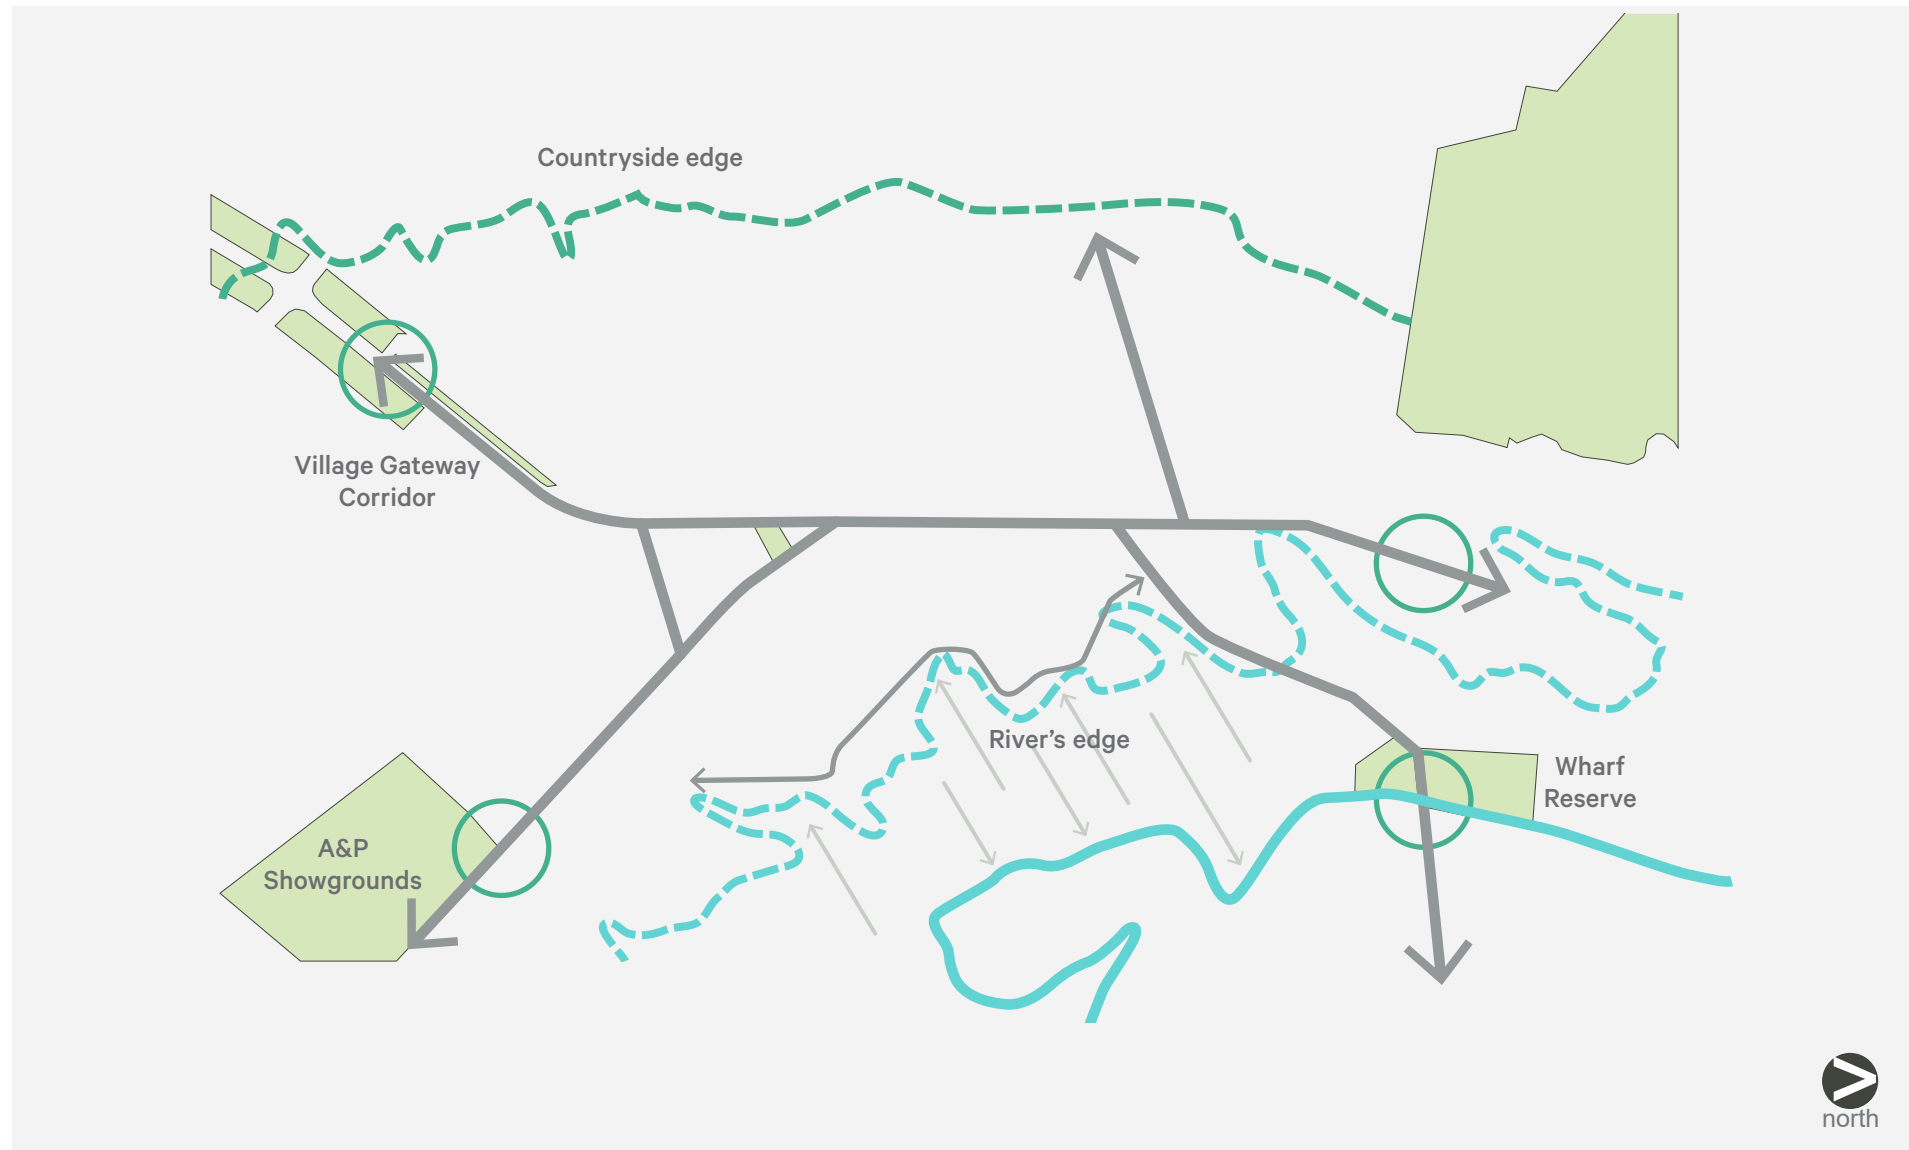 Countryside edge
Village Gateway
Corridor
River's edge
Wharf
Reserve
A&P
Showgrounds
north